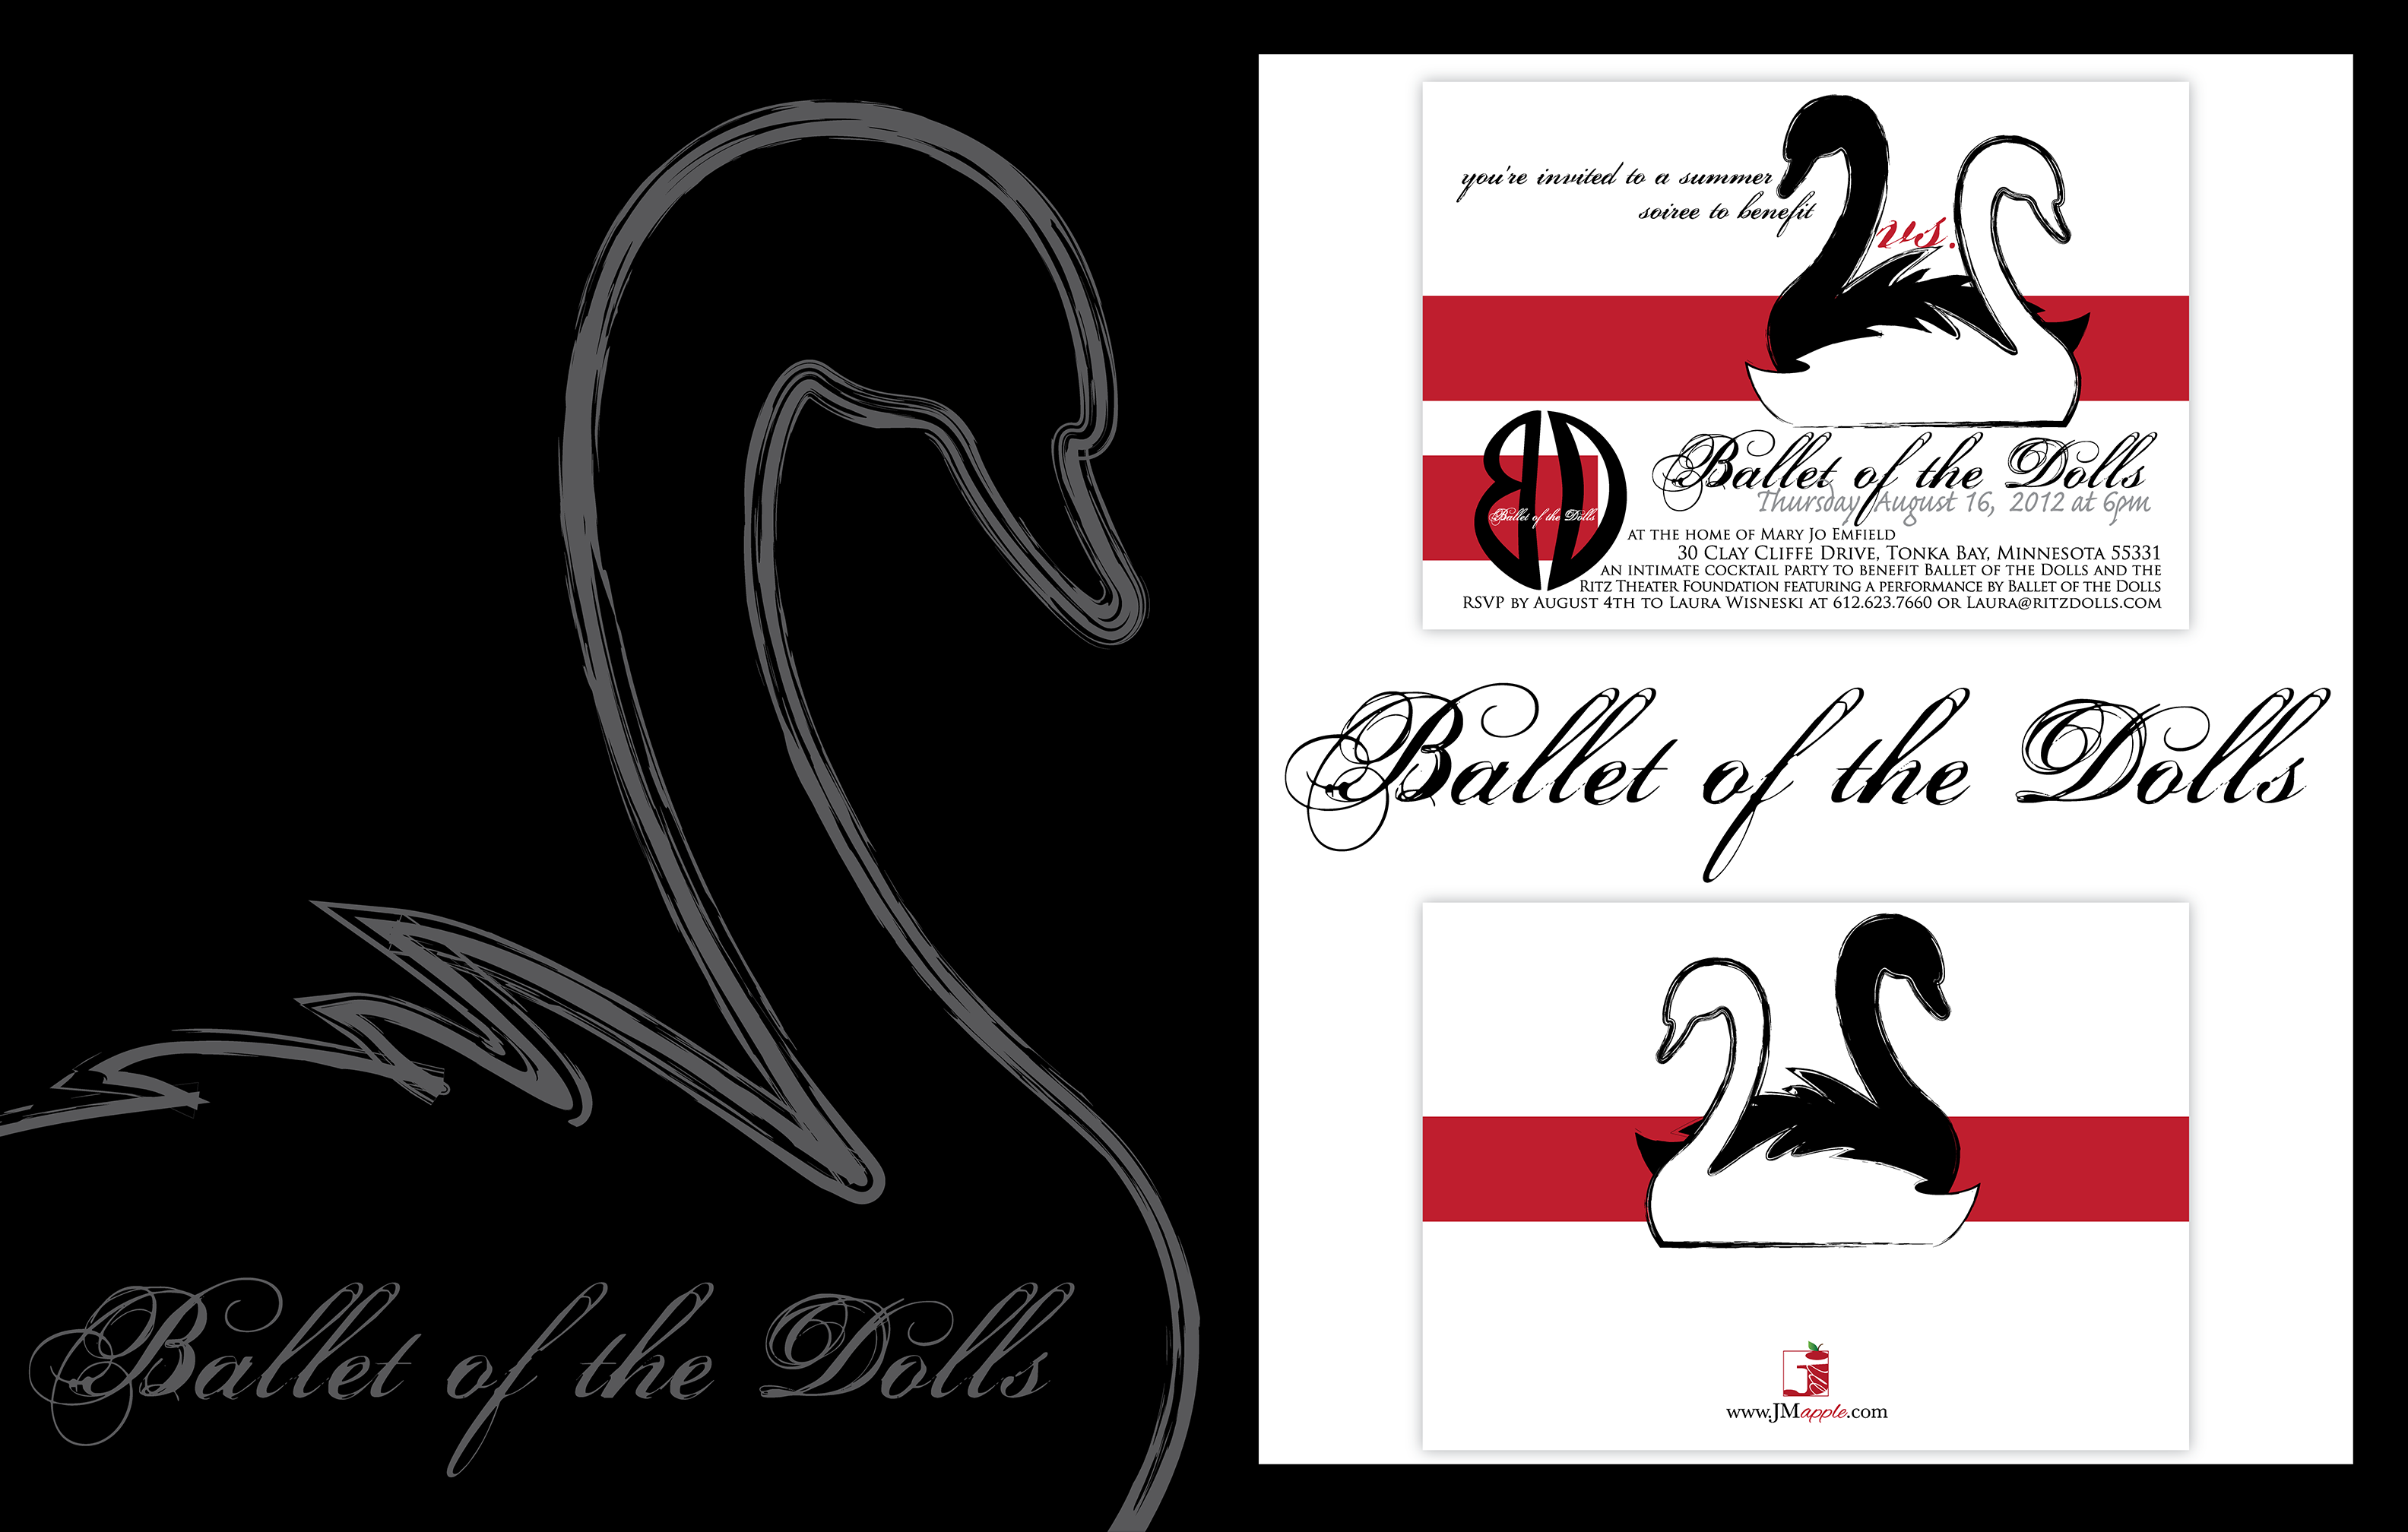 Ballet of the Dolls
you're invited to a summer
soiree to benefit
vs.
Ballet of the Dolls
Thursday August 16, 2012 at 6pm
Ballet of the Dolls
AT THE HOME OF MARY JO EMFIELD
30 CLAY CLIFFE DRIVE, TONKA BAY, MINNESOTA 55331
AN INTIMATE COCKTAIL PARTY TO BENEFIT BALLET OF THE DOLLS AND THE
RITZ THEATER FOUNDATION FEATURING A PERFORMANCE BY BALLET OF THE DOLLS
RSVP BY AUGUST 4TH TO LAURA WISNESKI AT 612.623.7660 OR LAURA@RITZDOLLS.COM
Ballet of the Dolls
www.JMapple.com